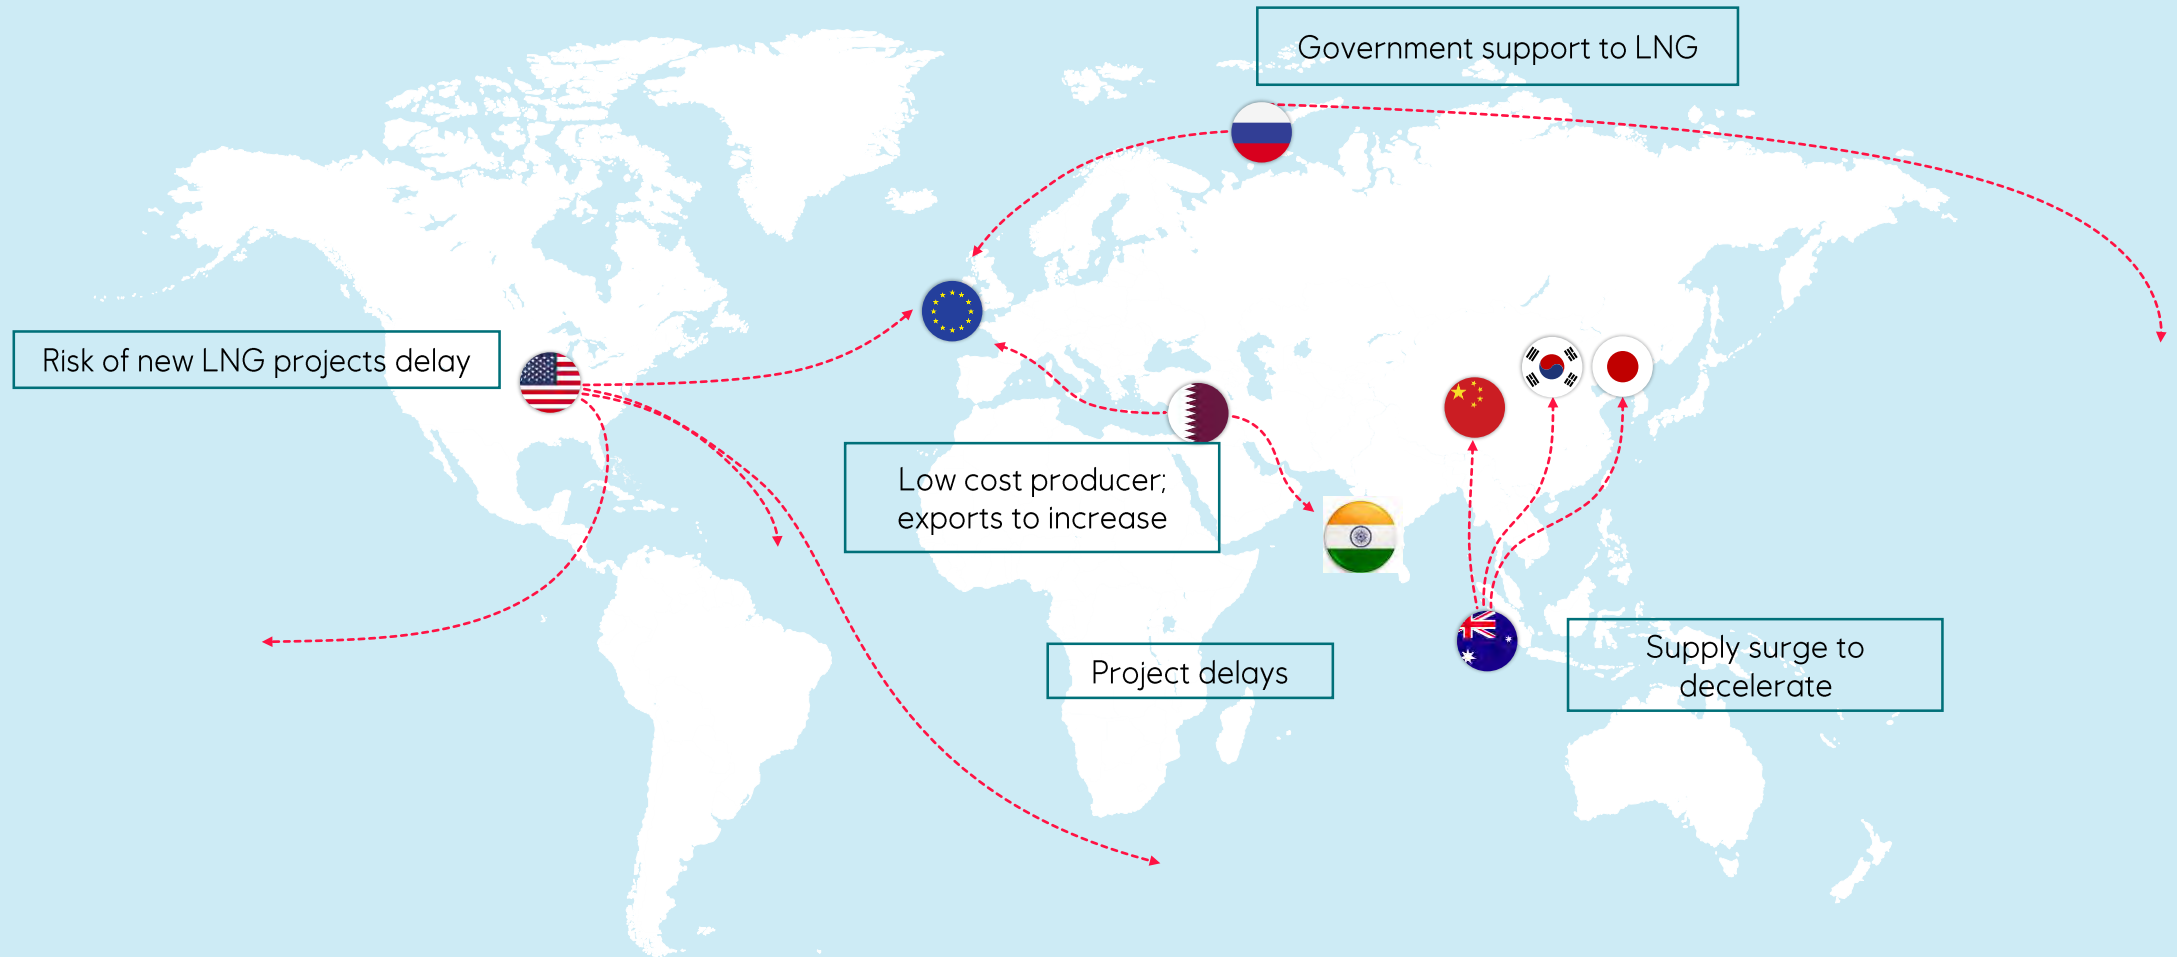 Government support to LNG
Risk of new LNG projects delay
Low cost producer;
exports to increase
Project delays
Supply surge to
decelerate